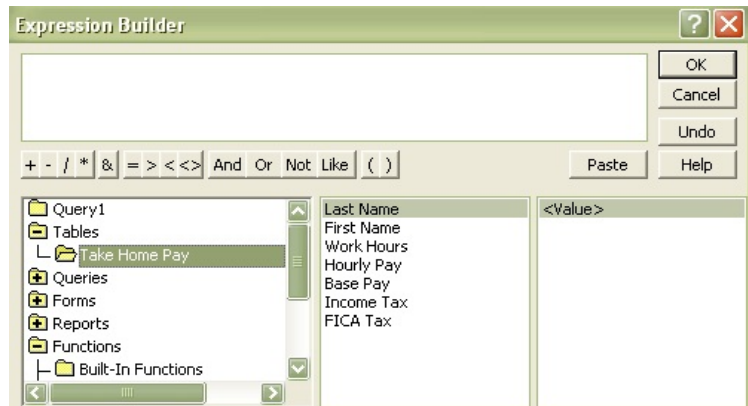 Expression Builder
OK
Cancel
Undo
+ - / * & = > < <> And Or Not Like ( ) Paste Help
Query1
Tables
Take Home Pay
Queries
Forms
Reports
Functions
Built-In Functions
Last Name
First Name
Work Hours
Hourly Pay
Base Pay
Income Tax
FICA Tax
<Value>